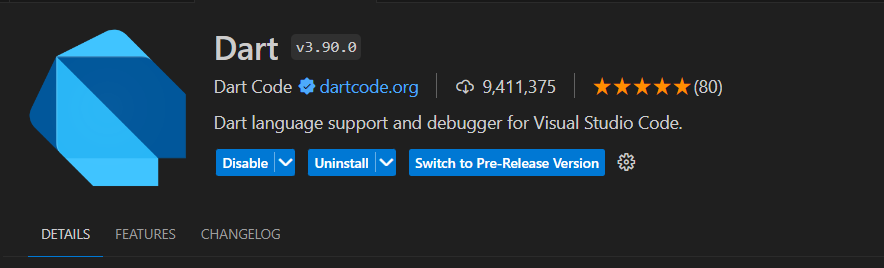 Dart v3.90.0
Dart Code dartcode.org 9,411,375 (80)
Dart language support and debugger for Visual Studio Code.
Disable Uninstall Switch to Pre-Release Version
DETAILS FEATURES CHANGELOG